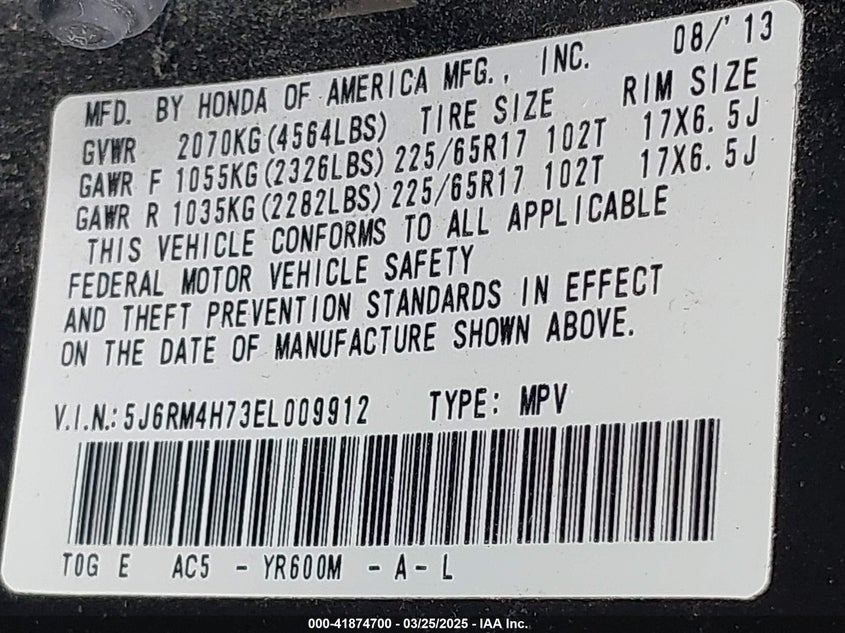 MFD. BY HONDA OF AMERICA MFG., INC. 08/'13
GVWR 2070KG(4564LBS) TIRE SIZE RIM SIZE
GAWR F 1055KG(2326LBS) 225/65R17 102T 17X6.5J
GAWR R 1035KG(2282LBS) 225/65R17 102T 17X6.5J
THIS VEHICLE CONFORMS TO ALL APPLICABLE
FEDERAL MOTOR VEHICLE SAFETY
AND THEFT PREVENTION STANDARDS IN EFFECT
ON THE DATE OF MANUFACTURE SHOWN ABOVE.
V.I.N.: 5J6RM4H73EL009912 TYPE: MPV
TOG E AC5 - YR600M - A - L
000-41874700 - 03/25/2025 - IAA Inc.